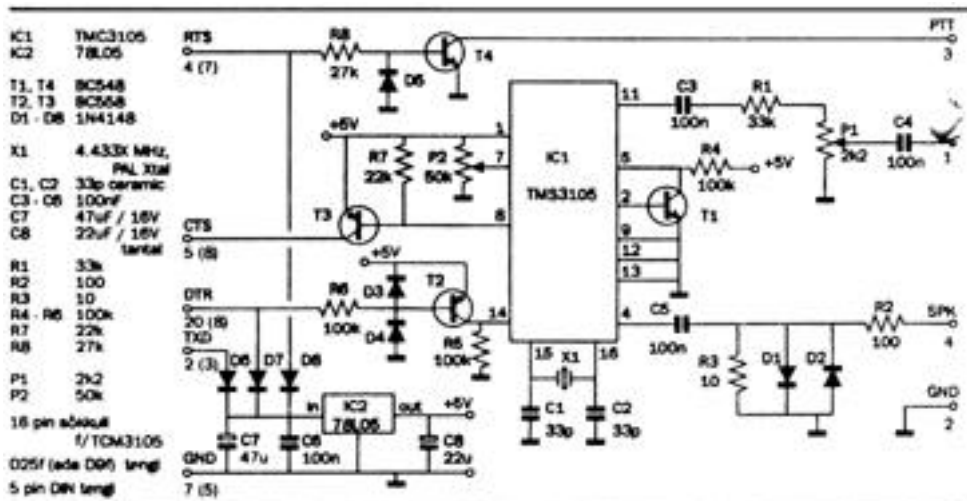 IC1 TMC3105
IC2 78L05
T1, T4 BC548
T2, T3 BC558
D1 - D8 1N4148
X1 4.433X MHz,
PAL Xtal
C1, C2 33p ceramic
C3 - C6 100nF
C7 47uF / 16V
C8 22uF / 16V
tantal
R1 33k
R2 100
R3 10
R4 - R6 100k
R7 22k
R8 27k
P1 2k2
P2 50k
16 pin sökkull
f/TCM3105
D25f (eða D9f) tengi
5 pin DIN tengi
RTS
4 (7)
R8
27k
D5
T4
PTT
3
+5V
R7
22k
P2
50k
1
7
8
T3
CTS
5 (8)
IC1
TMS3105
11
C3
100n
R1
33k
P1
2k2
C4
100n
1
5
R4
100k
+5V
2
T1
9
12
13
4
+5V
D3
D4
T2
DTR
20 (8)
R6
100k
R5
100k
14
TXD
2 (3)
D6
D7
D8
15
X1
16
C1
33p
C2
33p
C5
100n
R3
10
D1
D2
R2
100
SPK
4
GND
2
in
IC2
78L05
out
+5V
C7
47u
C6
100n
C8
22u
GND
7 (5)